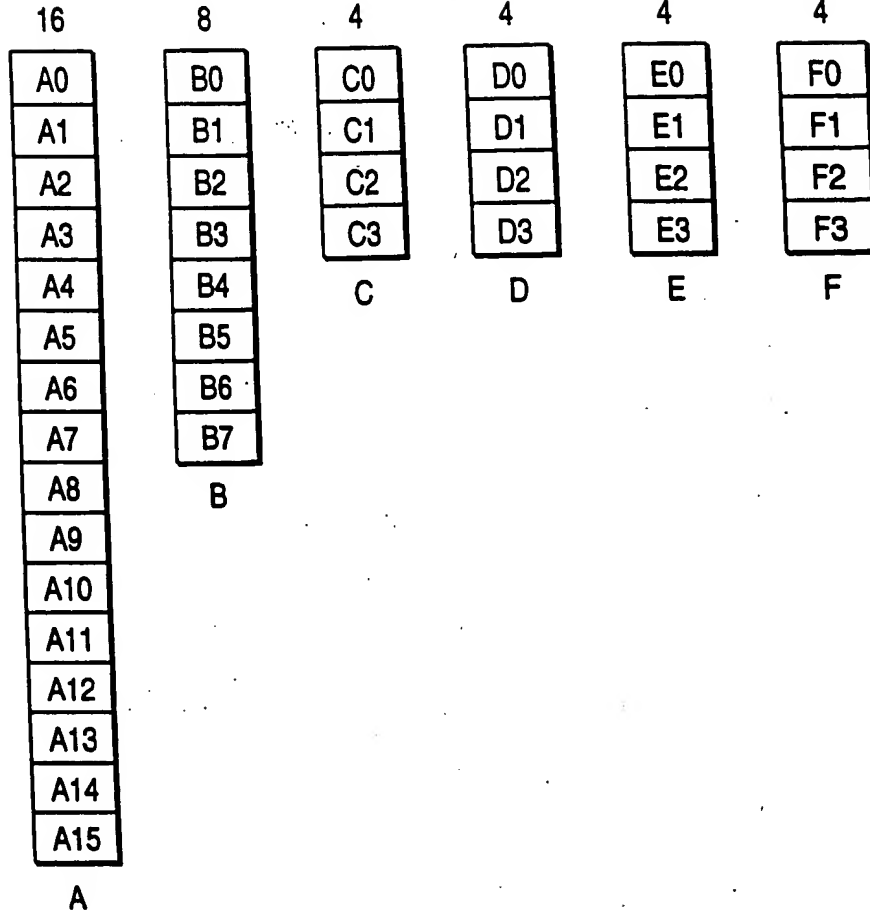 16 8 4 4 4 4
A0 B0 C0 D0 E0 F0
A1 B1 C1 D1 E1 F1
A2 B2 C2 D2 E2 F2
A3 B3 C3 D3 E3 F3
A4 B4 C D E F
A5 B5
A6 B6
A7 B7
A8 B
A9
A10
A11
A12
A13
A14
A15
A